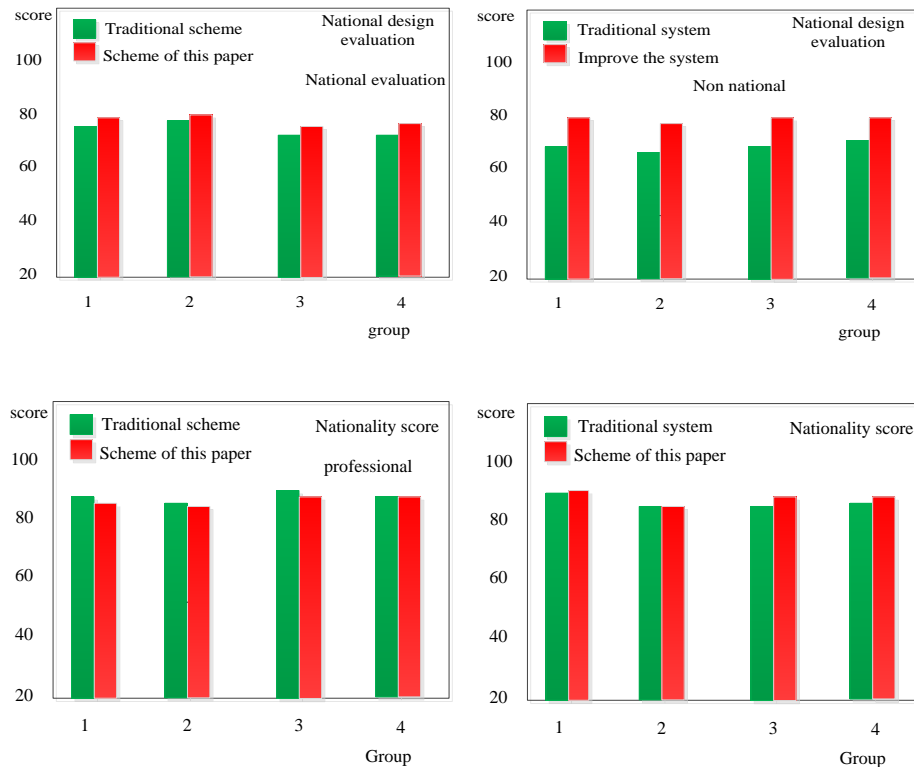 score
Traditional scheme
Scheme of this paper
National design
evaluation
National evaluation
100
80
60
40
20
1 2 3 4
group
score
Traditional system
Improve the system
National design
evaluation
Non national
100
80
60
40
20
1 2 3 4
group
score
Traditional scheme
Scheme of this paper
Nationality score
professional
100
80
60
40
20
1 2 3 4
Group
score
Traditional system
Scheme of this paper
Nationality score
100
80
60
40
20
1 2 3 4
Group